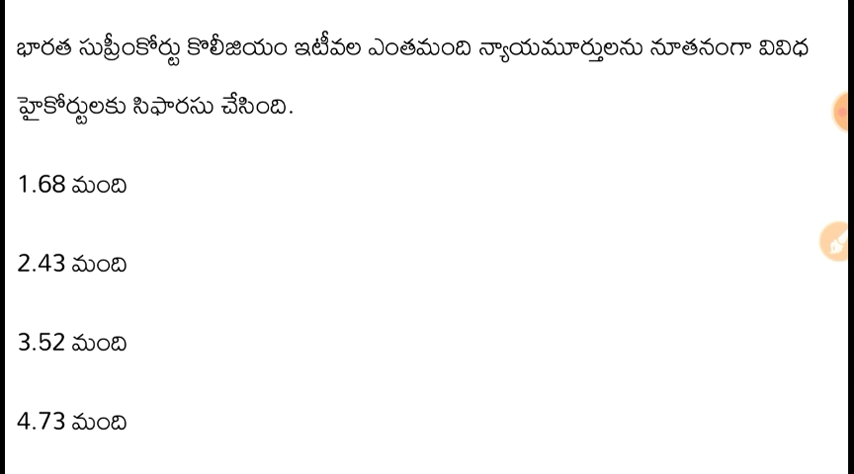 భారత సుప్రీంకోర్టు కొలీజియం ఇటీవల ఎంతమంది న్యాయమూర్తులను నూతనంగా వివిధ
హైకోర్టులకు సిఫారసు చేసింది.
1.68 మంది
2.43 మంది
3.52 మంది
4.73 మంది